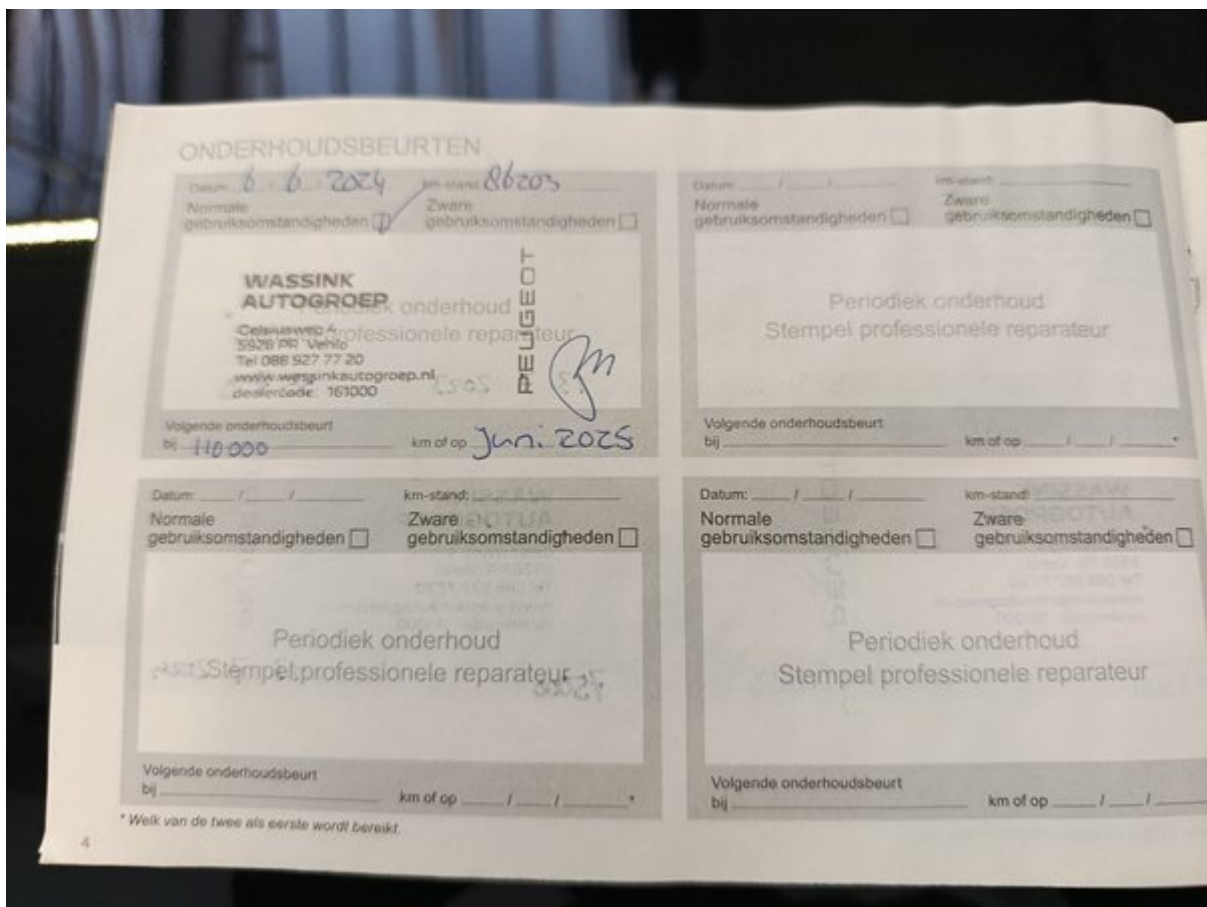 ONDERHOUDSBEURTEN
Datum: 6 6 2024 km-stand: 86203
Normale
gebruiksomstandigheden
Zware
gebruiksomstandigheden
WASSINK
AUTOGROEP
Celsiusweg 4
5928 PR Venlo
Tel 088 927 77 20
www.wassinkautogroep.nl
dealercode: 161000
PEUGEOT
Periodiek onderhoud
professionele reparateur
Volgende onderhoudsbeurt
bij 110000 km of op Juni 2025
Datum: / / km-stand:
Normale
gebruiksomstandigheden
Zware
gebruiksomstandigheden
Periodiek onderhoud
Stempel professionele reparateur
Volgende onderhoudsbeurt
bij km of op / / *
Datum: / / km-stand:
Normale
gebruiksomstandigheden
Zware
gebruiksomstandigheden
Periodiek onderhoud
Stempel professionele reparateur
Volgende onderhoudsbeurt
bij km of op / / *
Datum: / / km-stand:
Normale
gebruiksomstandigheden
Zware
gebruiksomstandigheden
Periodiek onderhoud
Stempel professionele reparateur
Volgende onderhoudsbeurt
bij km of op / /
* Welk van de twee als eerste wordt bereikt.
4